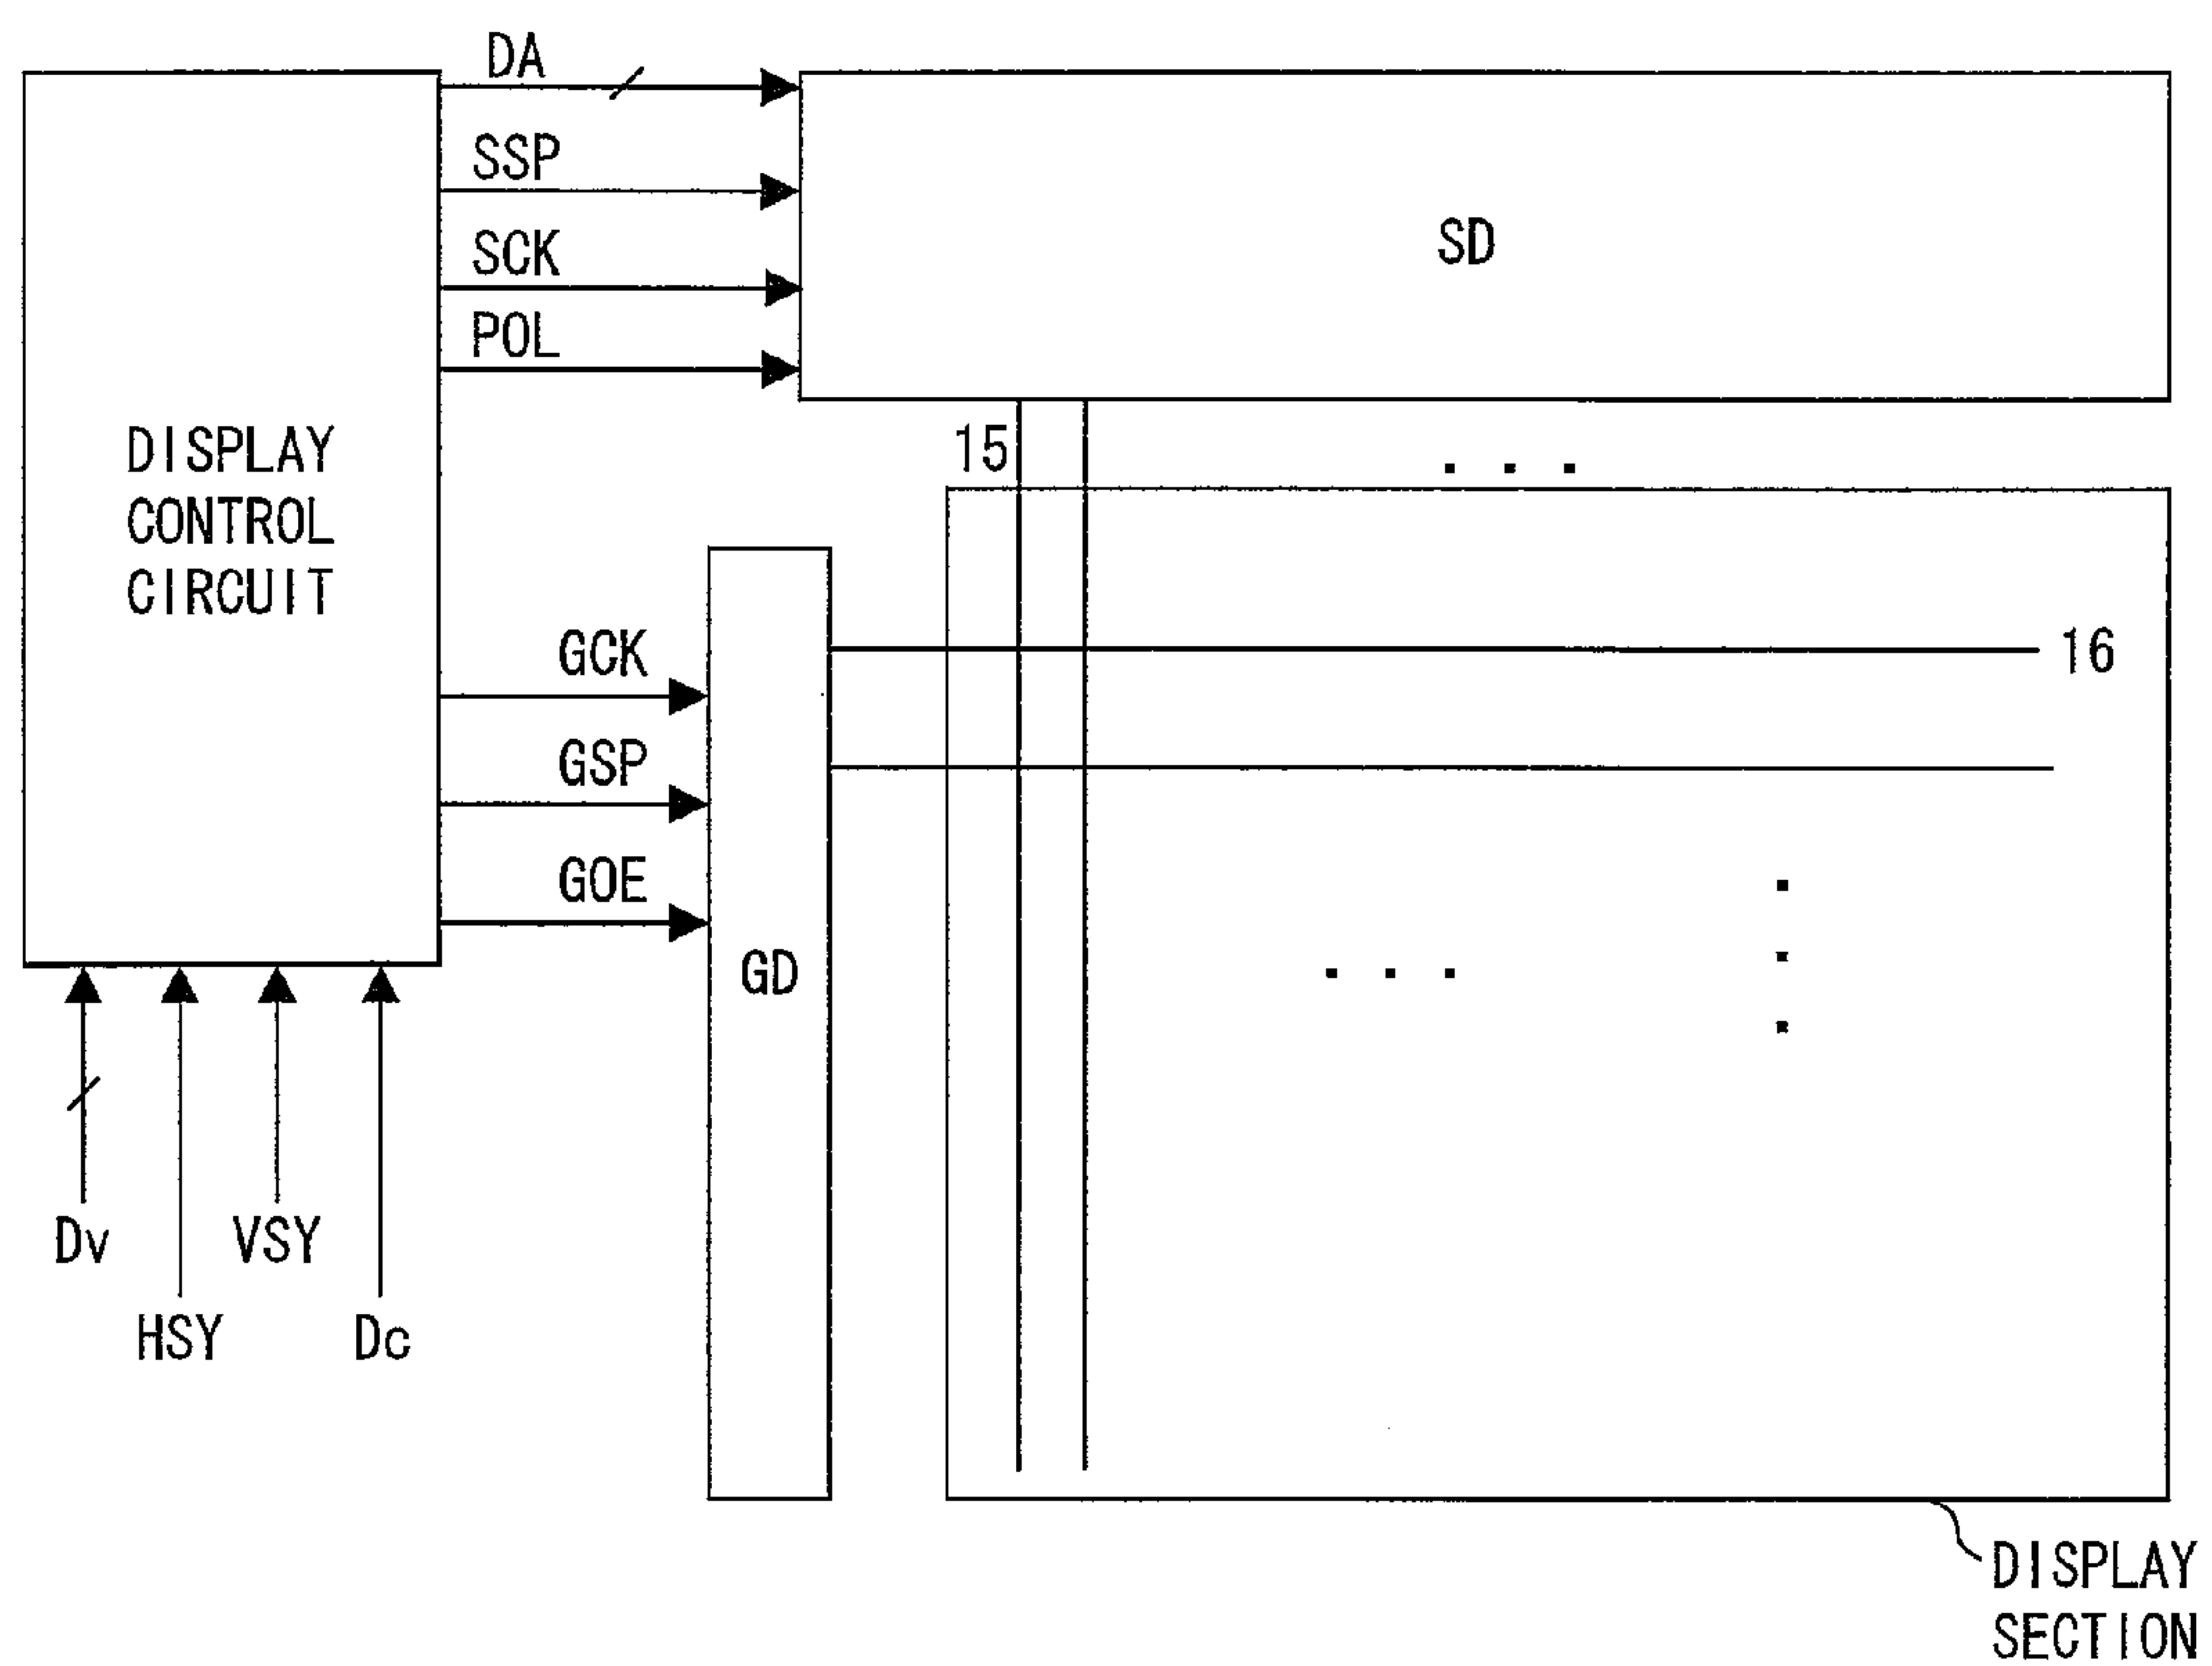 DA
SSP
SCK
POL
SD
DISPLAY
CONTROL
CIRCUIT
15
GCK
GSP
GOE
GD
16
Dv
HSY
VSY
Dc
DISPLAY
SECTION